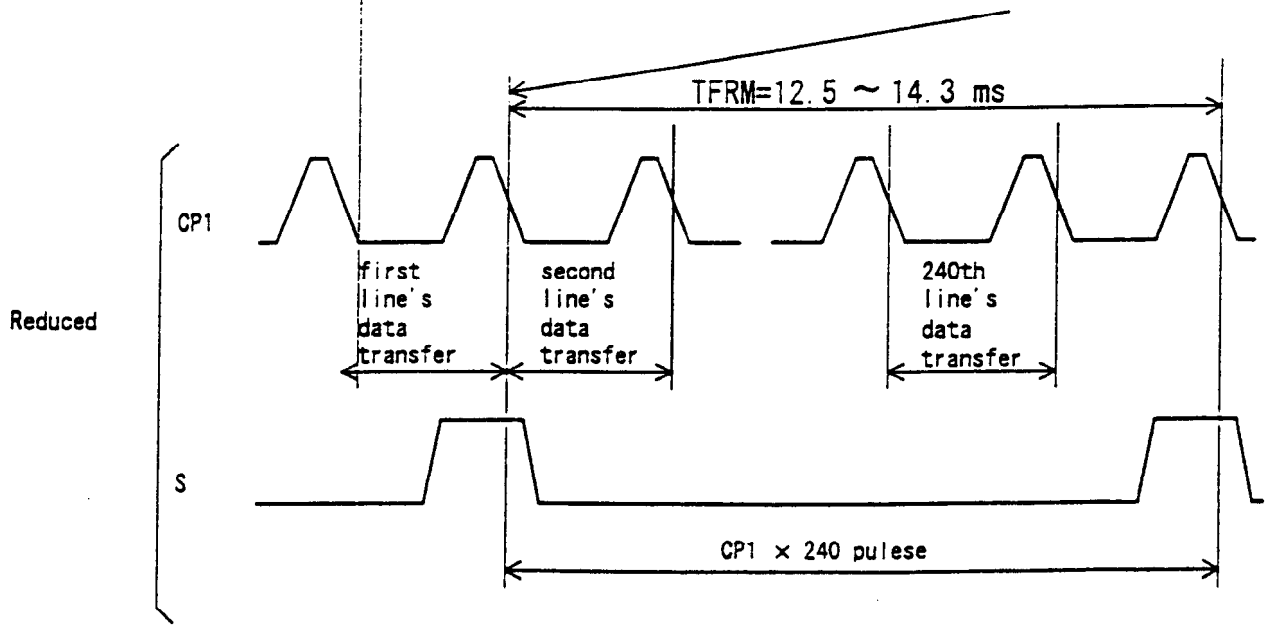 TFRM=12.5 ~ 14.3 ms
CP1
first
line's
data
transfer
second
line's
data
transfer
240th
line's
data
transfer
Reduced
S
CP1 × 240 pulese